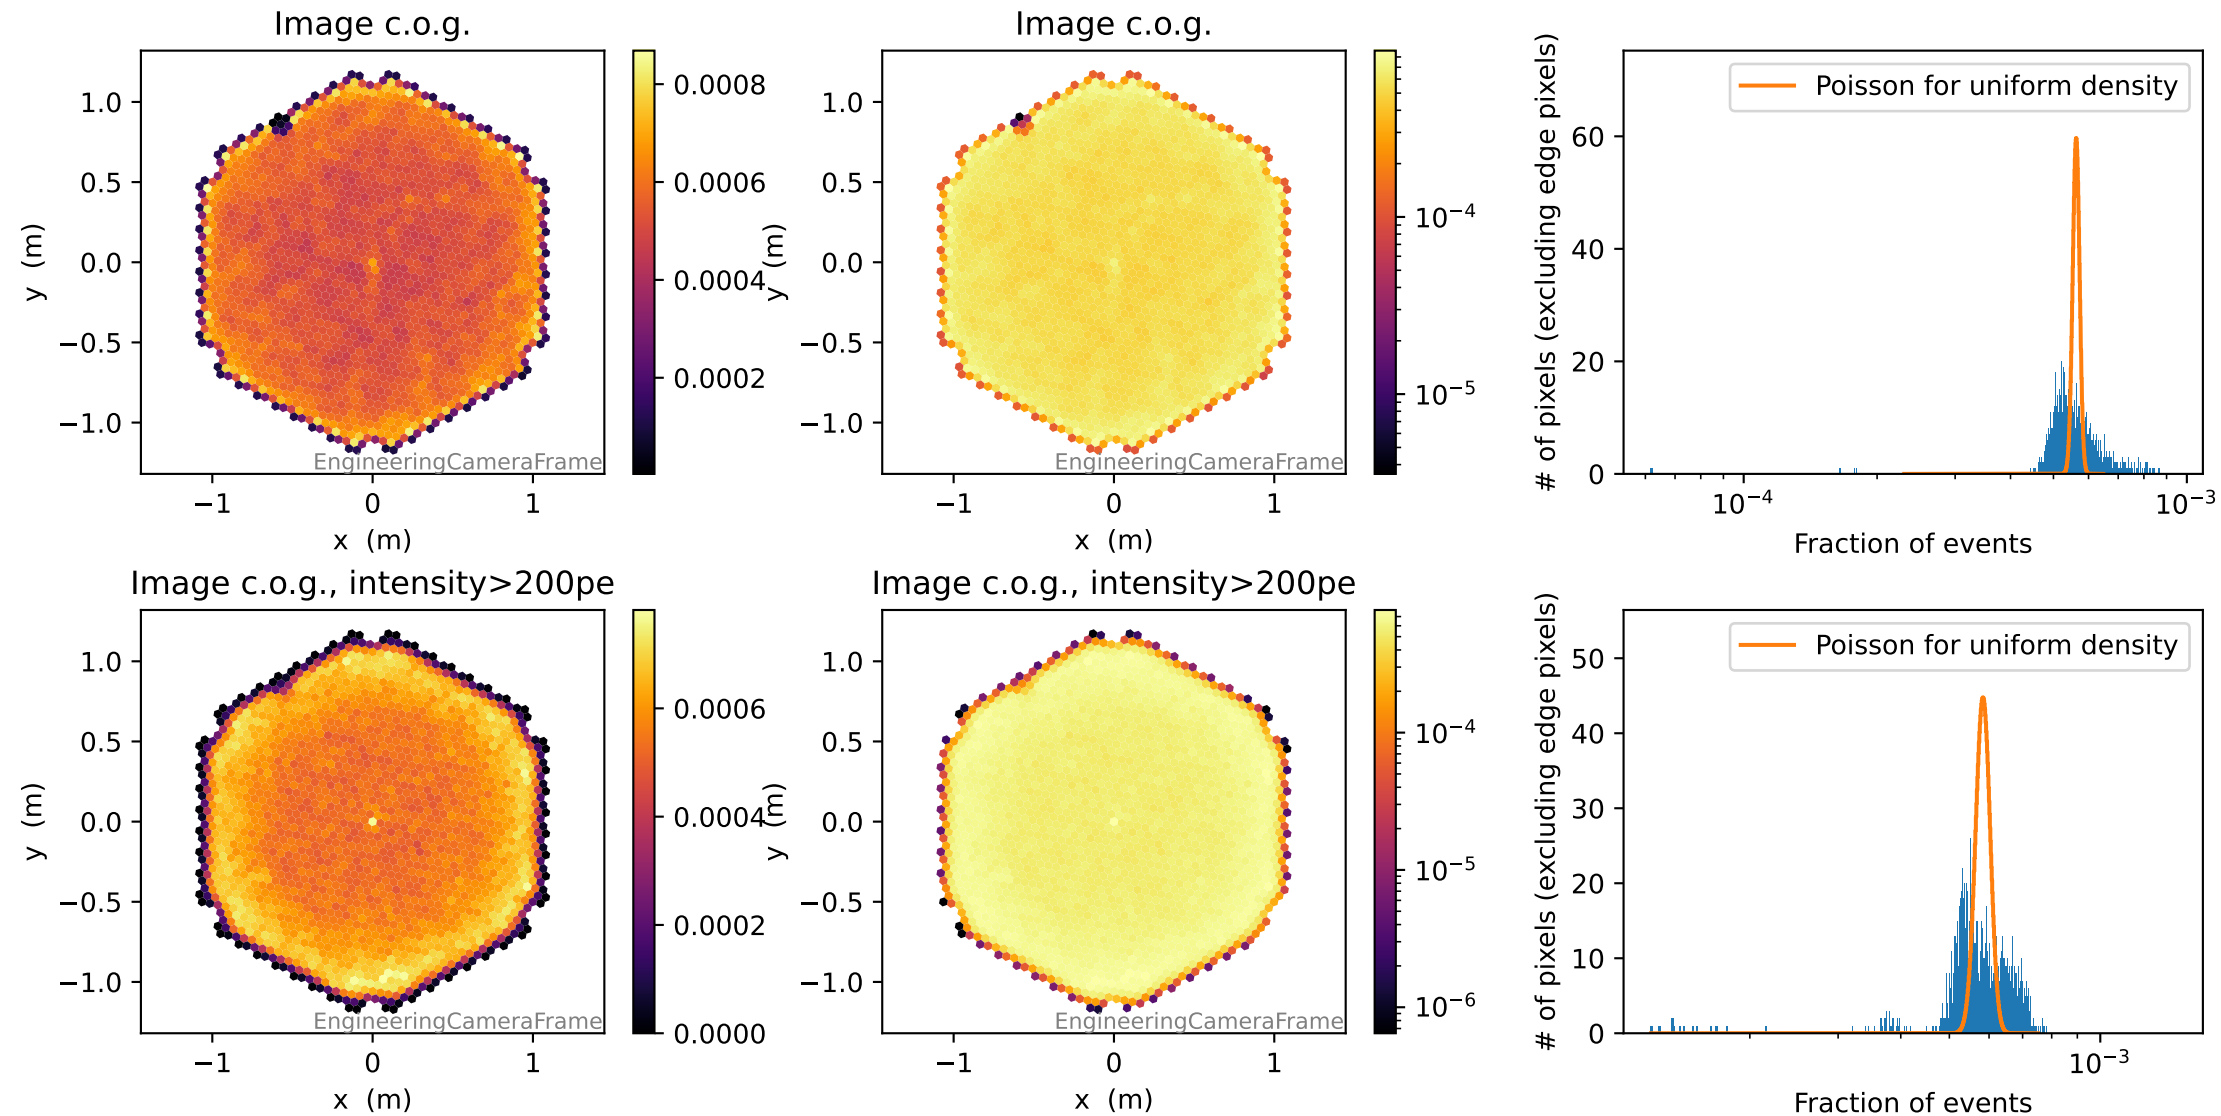 Image c.o.g.
1.0
0.5
0.0
−0.5
−1.0
y (m)
−1
0
1
x (m)
EngineeringCameraFrame
0.0008
0.0006
0.0004
0.0002
Image c.o.g.
1.0
0.5
0.0
−0.5
−1.0
y (m)
−1
0
1
x (m)
EngineeringCameraFrame
10⁻⁴
10⁻⁵
Poisson for uniform density
# of pixels (excluding edge pixels)
60
40
20
0
10⁻⁴
10⁻³
Fraction of events
Image c.o.g., intensity>200pe
1.0
0.5
0.0
−0.5
−1.0
y (m)
−1
0
1
x (m)
EngineeringCameraFrame
0.0006
0.0004
0.0002
0.0000
Image c.o.g., intensity>200pe
1.0
0.5
0.0
−0.5
−1.0
y (m)
−1
0
1
x (m)
EngineeringCameraFrame
10⁻⁴
10⁻⁵
10⁻⁶
Poisson for uniform density
# of pixels (excluding edge pixels)
50
40
30
20
10
0
10⁻³
Fraction of events